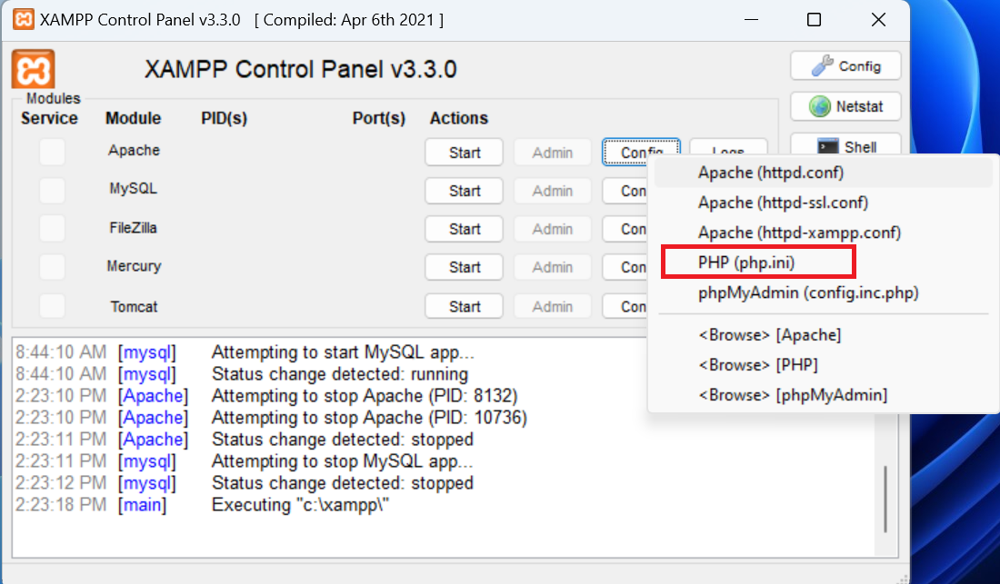 XAMPP Control Panel v3.3.0 [ Compiled: Apr 6th 2021 ]
XAMPP Control Panel v3.3.0
Config
Modules
Service Module PID(s) Port(s) Actions
Netstat
Apache Start Admin Config Logs
Shell
Apache (httpd.conf)
MySQL Start Admin Con
Apache (httpd-ssl.conf)
FileZilla Start Admin Con
Apache (httpd-xampp.conf)
Mercury Start Admin Con
PHP (php.ini)
phpMyAdmin (config.inc.php)
Tomcat Start Admin Con
<Browse> [Apache]
<Browse> [PHP]
<Browse> [phpMyAdmin]
8:44:10 AM [mysql] Attempting to start MySQL app...
8:44:10 AM [mysql] Status change detected: running
2:23:10 PM [Apache] Attempting to stop Apache (PID: 8132)
2:23:10 PM [Apache] Attempting to stop Apache (PID: 10736)
2:23:11 PM [Apache] Status change detected: stopped
2:23:11 PM [mysql] Attempting to stop MySQL app...
2:23:12 PM [mysql] Status change detected: stopped
2:23:18 PM [main] Executing "c:\xampp\"